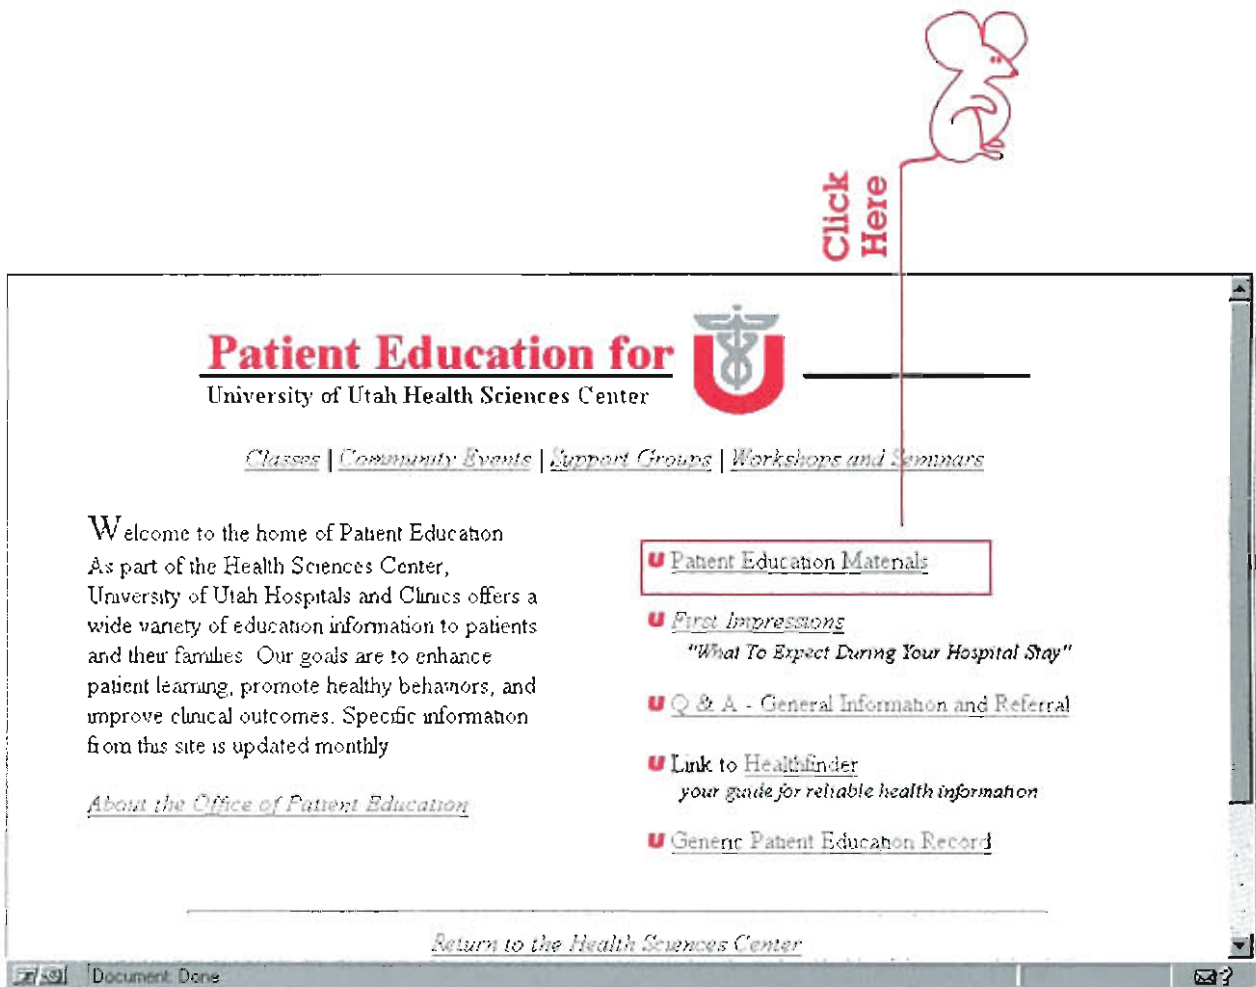 Click
Here
Patient Education for
University of Utah Health Sciences Center
Classes | Community Events | Support Groups | Workshops and Seminars
Welcome to the home of Patient Education
As part of the Health Sciences Center,
University of Utah Hospitals and Clinics offers a
wide variety of education information to patients
and their families. Our goals are to enhance
patient learning, promote healthy behaviors, and
improve clinical outcomes. Specific information
from this site is updated monthly
About the Office of Patient Education
U Patient Education Materials
U First Impressions
"What To Expect During Your Hospital Stay"
U Q & A - General Information and Referral
U Link to Healthfinder
your guide for reliable health information
U Generic Patient Education Record
Return to the Health Sciences Center
Document: Done